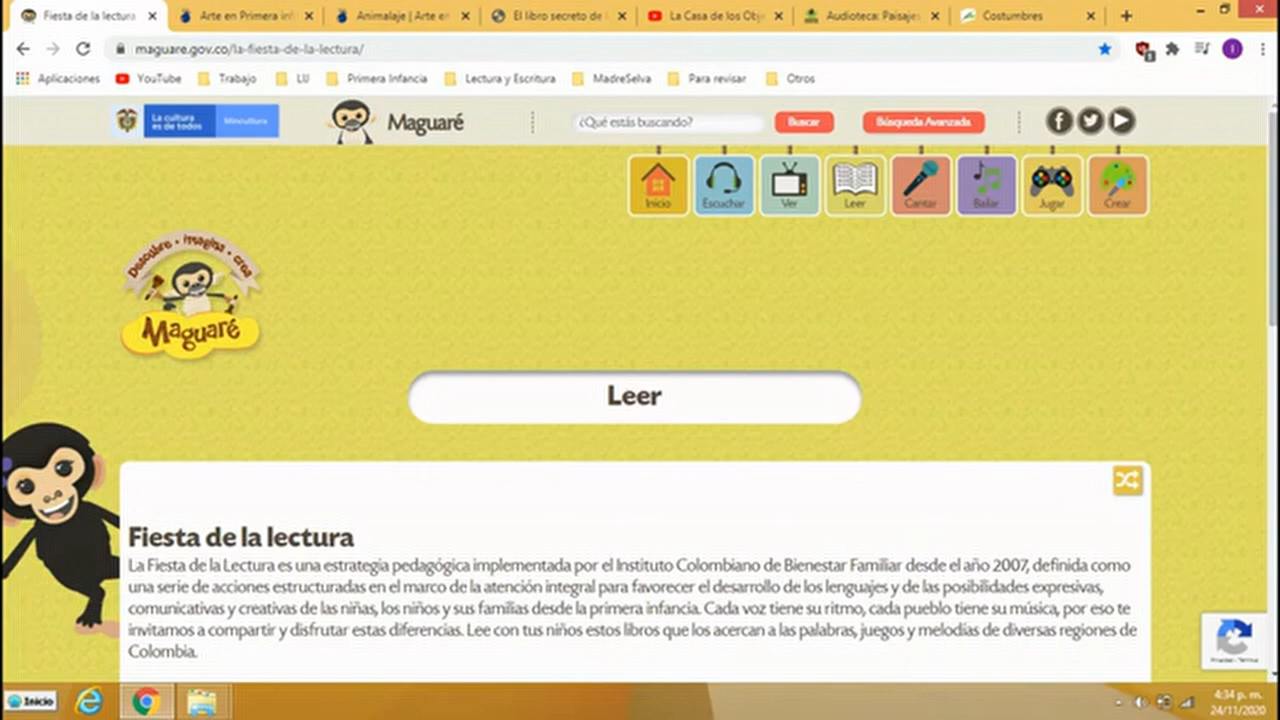 Fiesta de la lectura
Arte en Primera in
Animalaje | Arte en
El libro secreto de
La Casa de los Obj
Audioteca: Paisajes
Costumbres
maguare.gov.co/la-fiesta-de-la-lectura/
Aplicaciones
YouTube
Trabajo
LIJ
Primera Infancia
Lectura y Escritura
MadreSelva
Para revisar
Otros
La cultura
es de todos
Mincultura
Maguaré
¿Qué estás buscando?
Buscar
Búsqueda Avanzada
Inicio
Escuchar
Ver
Leer
Cantar
Bailar
Jugar
Crear
Descubre • imagina • crea
Maguaré
Leer
Fiesta de la lectura
La Fiesta de la Lectura es una estrategia pedagógica implementada por el Instituto Colombiano de Bienestar Familiar desde el año 2007, definida como
una serie de acciones estructuradas en el marco de la atención integral para favorecer el desarrollo de los lenguajes y de las posibilidades expresivas,
comunicativas y creativas de las niñas, los niños y sus familias desde la primera infancia. Cada voz tiene su ritmo, cada pueblo tiene su música, por eso te
invitamos a compartir y disfrutar estas diferencias. Lee con tus niños estos libros que los acercan a las palabras, juegos y melodías de diversas regiones de
Colombia.
Privacidad - Términos
Inicio
4:34 p. m.
24/11/2020